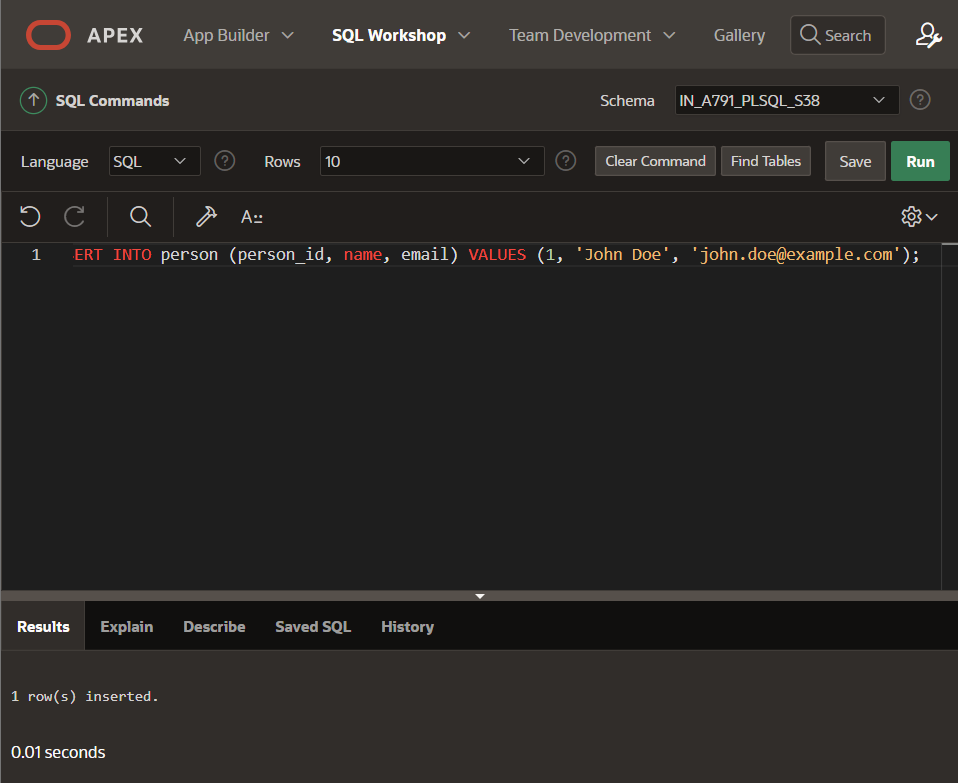 APEX App Builder SQL Workshop Team Development Gallery Search
SQL Commands Schema IN_A791_PLSQL_S38 ?
Language SQL ? Rows 10 ? Clear Command Find Tables Save Run
A::
1 ERT INTO person (person_id, name, email) VALUES (1, 'John Doe', 'john.doe@example.com');
Results Explain Describe Saved SQL History
1 row(s) inserted.
0.01 seconds